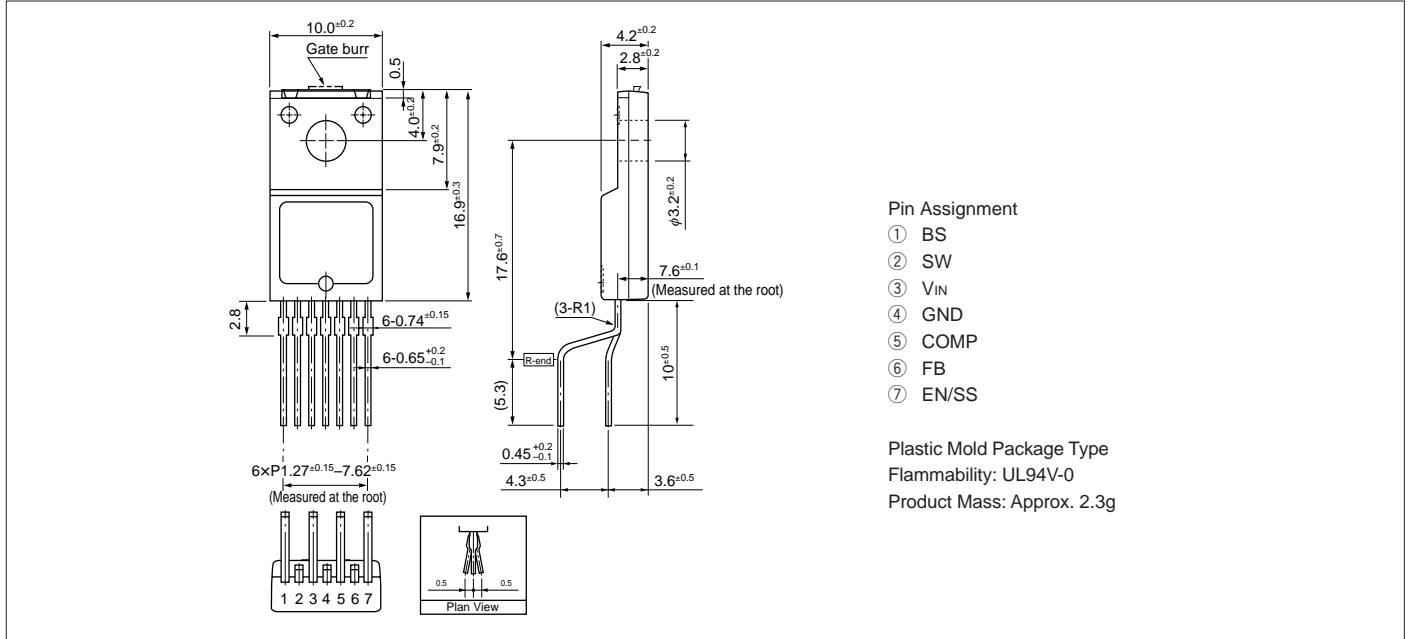 10.0±0.2
Gate burr
0.5
4.0±0.2
7.9±0.2
16.9±0.3
2.8
6-0.74±0.15
6-0.65+0.2−0.1
6×P1.27±0.15–7.62±0.15
(Measured at the root)
1 2 3 4 5 6 7
4.2±0.2
2.8±0.2
17.6±0.7
φ3.2±0.2
7.6±0.1
(Measured at the root)
(3-R1)
R-end
(5.3)
10±0.5
0.45+0.2−0.1
4.3±0.5
3.6±0.5
0.5
0.5
Plan View
Pin Assignment
① BS
② SW
③ VIN
④ GND
⑤ COMP
⑥ FB
⑦ EN/SS
Plastic Mold Package Type
Flammability: UL94V-0
Product Mass: Approx. 2.3g